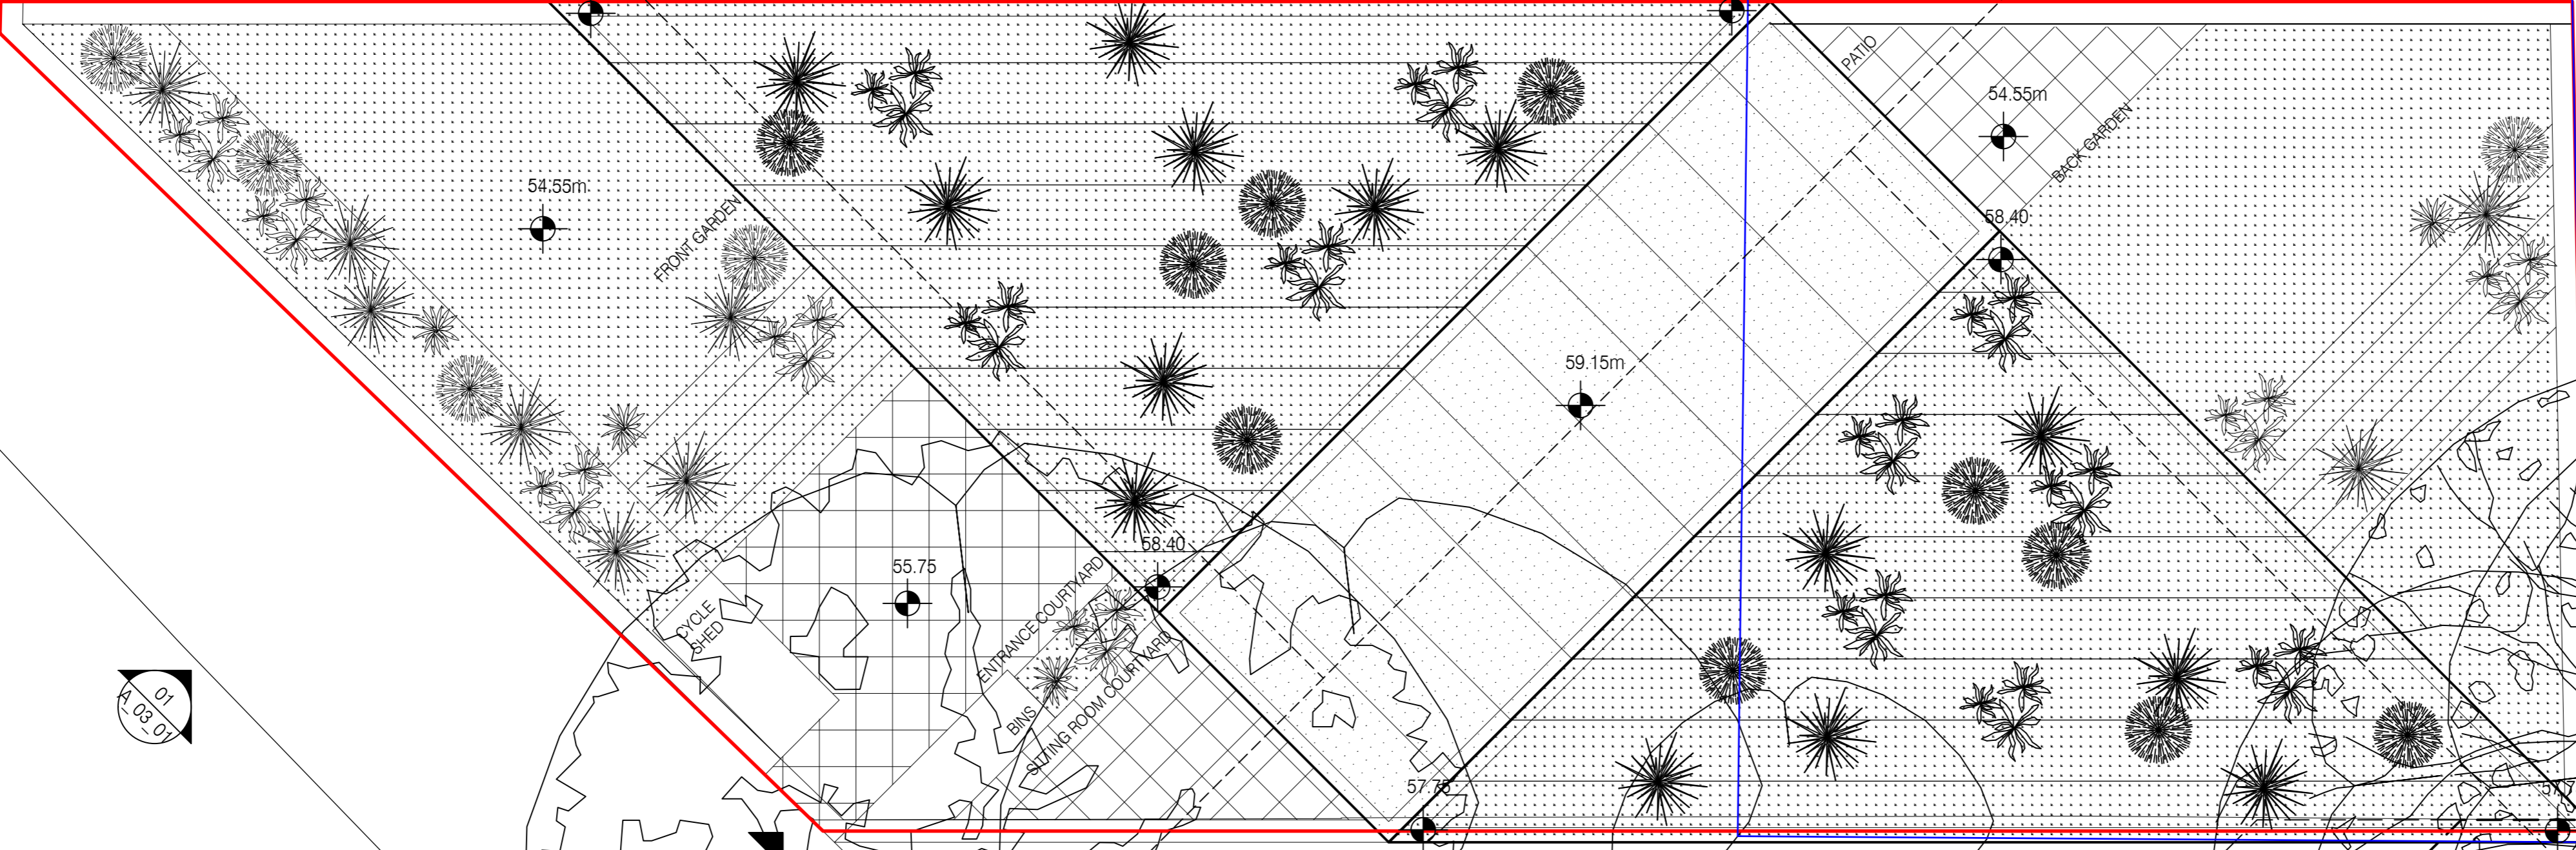 PATIO
54.55m
BACK GARDEN
54.55m
FRONT GARDEN
58.40
59.15m
58.40
55.75
ENTRANCE COURTYARD
CYCLE
SHED
BINS
SITTING ROOM COURTYARD
01
A_03_01
57.75